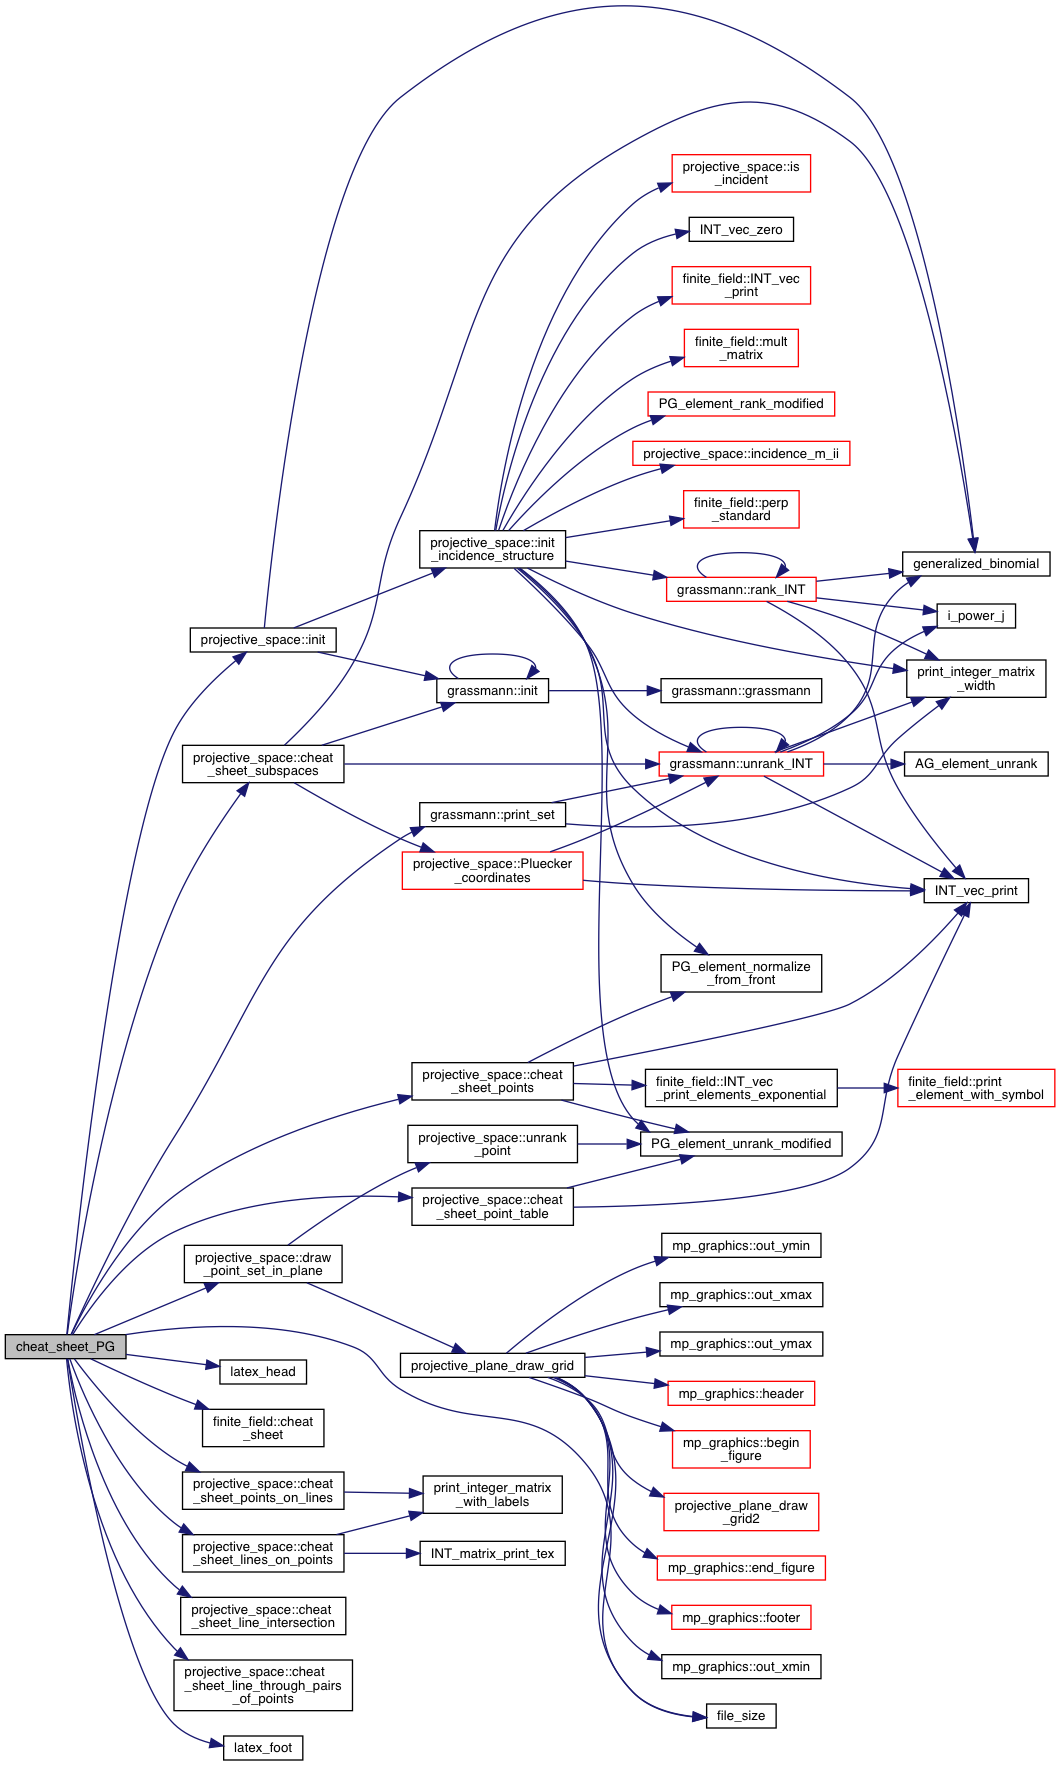 projective_space::is
_incident
INT_vec_zero
finite_field::INT_vec
_print
finite_field::mult
_matrix
PG_element_rank_modified
projective_space::incidence_m_ii
finite_field::perp
_standard
projective_space::init
_incidence_structure
generalized_binomial
grassmann::rank_INT
i_power_j
projective_space::init
print_integer_matrix
_width
grassmann::init
grassmann::grassmann
projective_space::cheat
_sheet_subspaces
grassmann::unrank_INT
AG_element_unrank
grassmann::print_set
projective_space::Pluecker
_coordinates
INT_vec_print
PG_element_normalize
_from_front
projective_space::cheat
_sheet_points
finite_field::INT_vec
_print_elements_exponential
finite_field::print
_element_with_symbol
projective_space::unrank
_point
PG_element_unrank_modified
projective_space::cheat
_sheet_point_table
projective_space::draw
_point_set_in_plane
mp_graphics::out_ymin
mp_graphics::out_xmax
cheat_sheet_PG
mp_graphics::out_ymax
projective_plane_draw_grid
latex_head
mp_graphics::header
finite_field::cheat
_sheet
mp_graphics::begin
_figure
projective_space::cheat
_sheet_points_on_lines
print_integer_matrix
_with_labels
projective_plane_draw
_grid2
projective_space::cheat
_sheet_lines_on_points
INT_matrix_print_tex
mp_graphics::end_figure
projective_space::cheat
_sheet_line_intersection
mp_graphics::footer
mp_graphics::out_xmin
projective_space::cheat
_sheet_line_through_pairs
_of_points
file_size
latex_foot